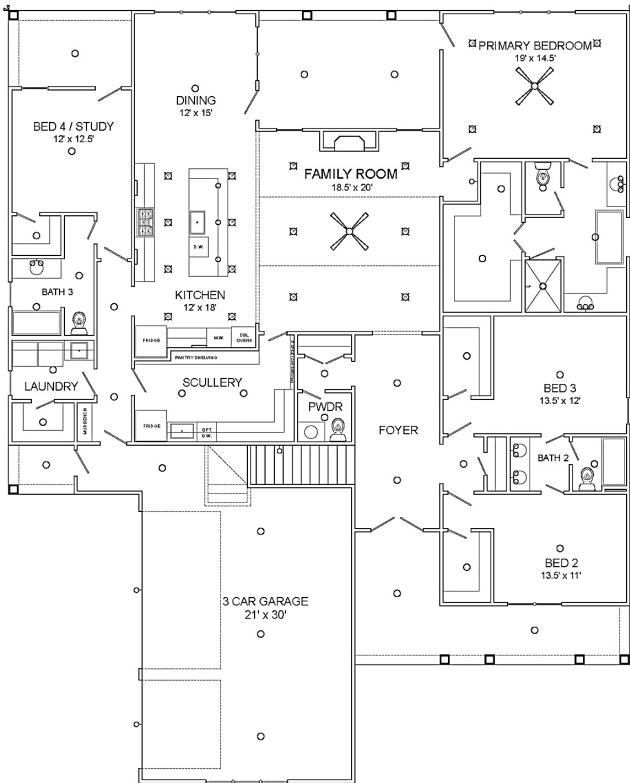 PRIMARY BEDROOM
19' x 14.5'
DINING
12' x 15'
BED 4 / STUDY
12' x 12.5'
FAMILY ROOM
18.5' x 20'
D.W.
BATH 3
KITCHEN
12' x 18'
FRIDGE
M.W.
DBL
OVENS
PANTRY SHELVING
LAUNDRY
SCULLERY
BED 3
13.5' x 12'
PWDR
MUD BENCH
FRIDGE
OPT.
D.W.
FOYER
BATH 2
BED 2
13.5' x 11'
3 CAR GARAGE
21' x 30'